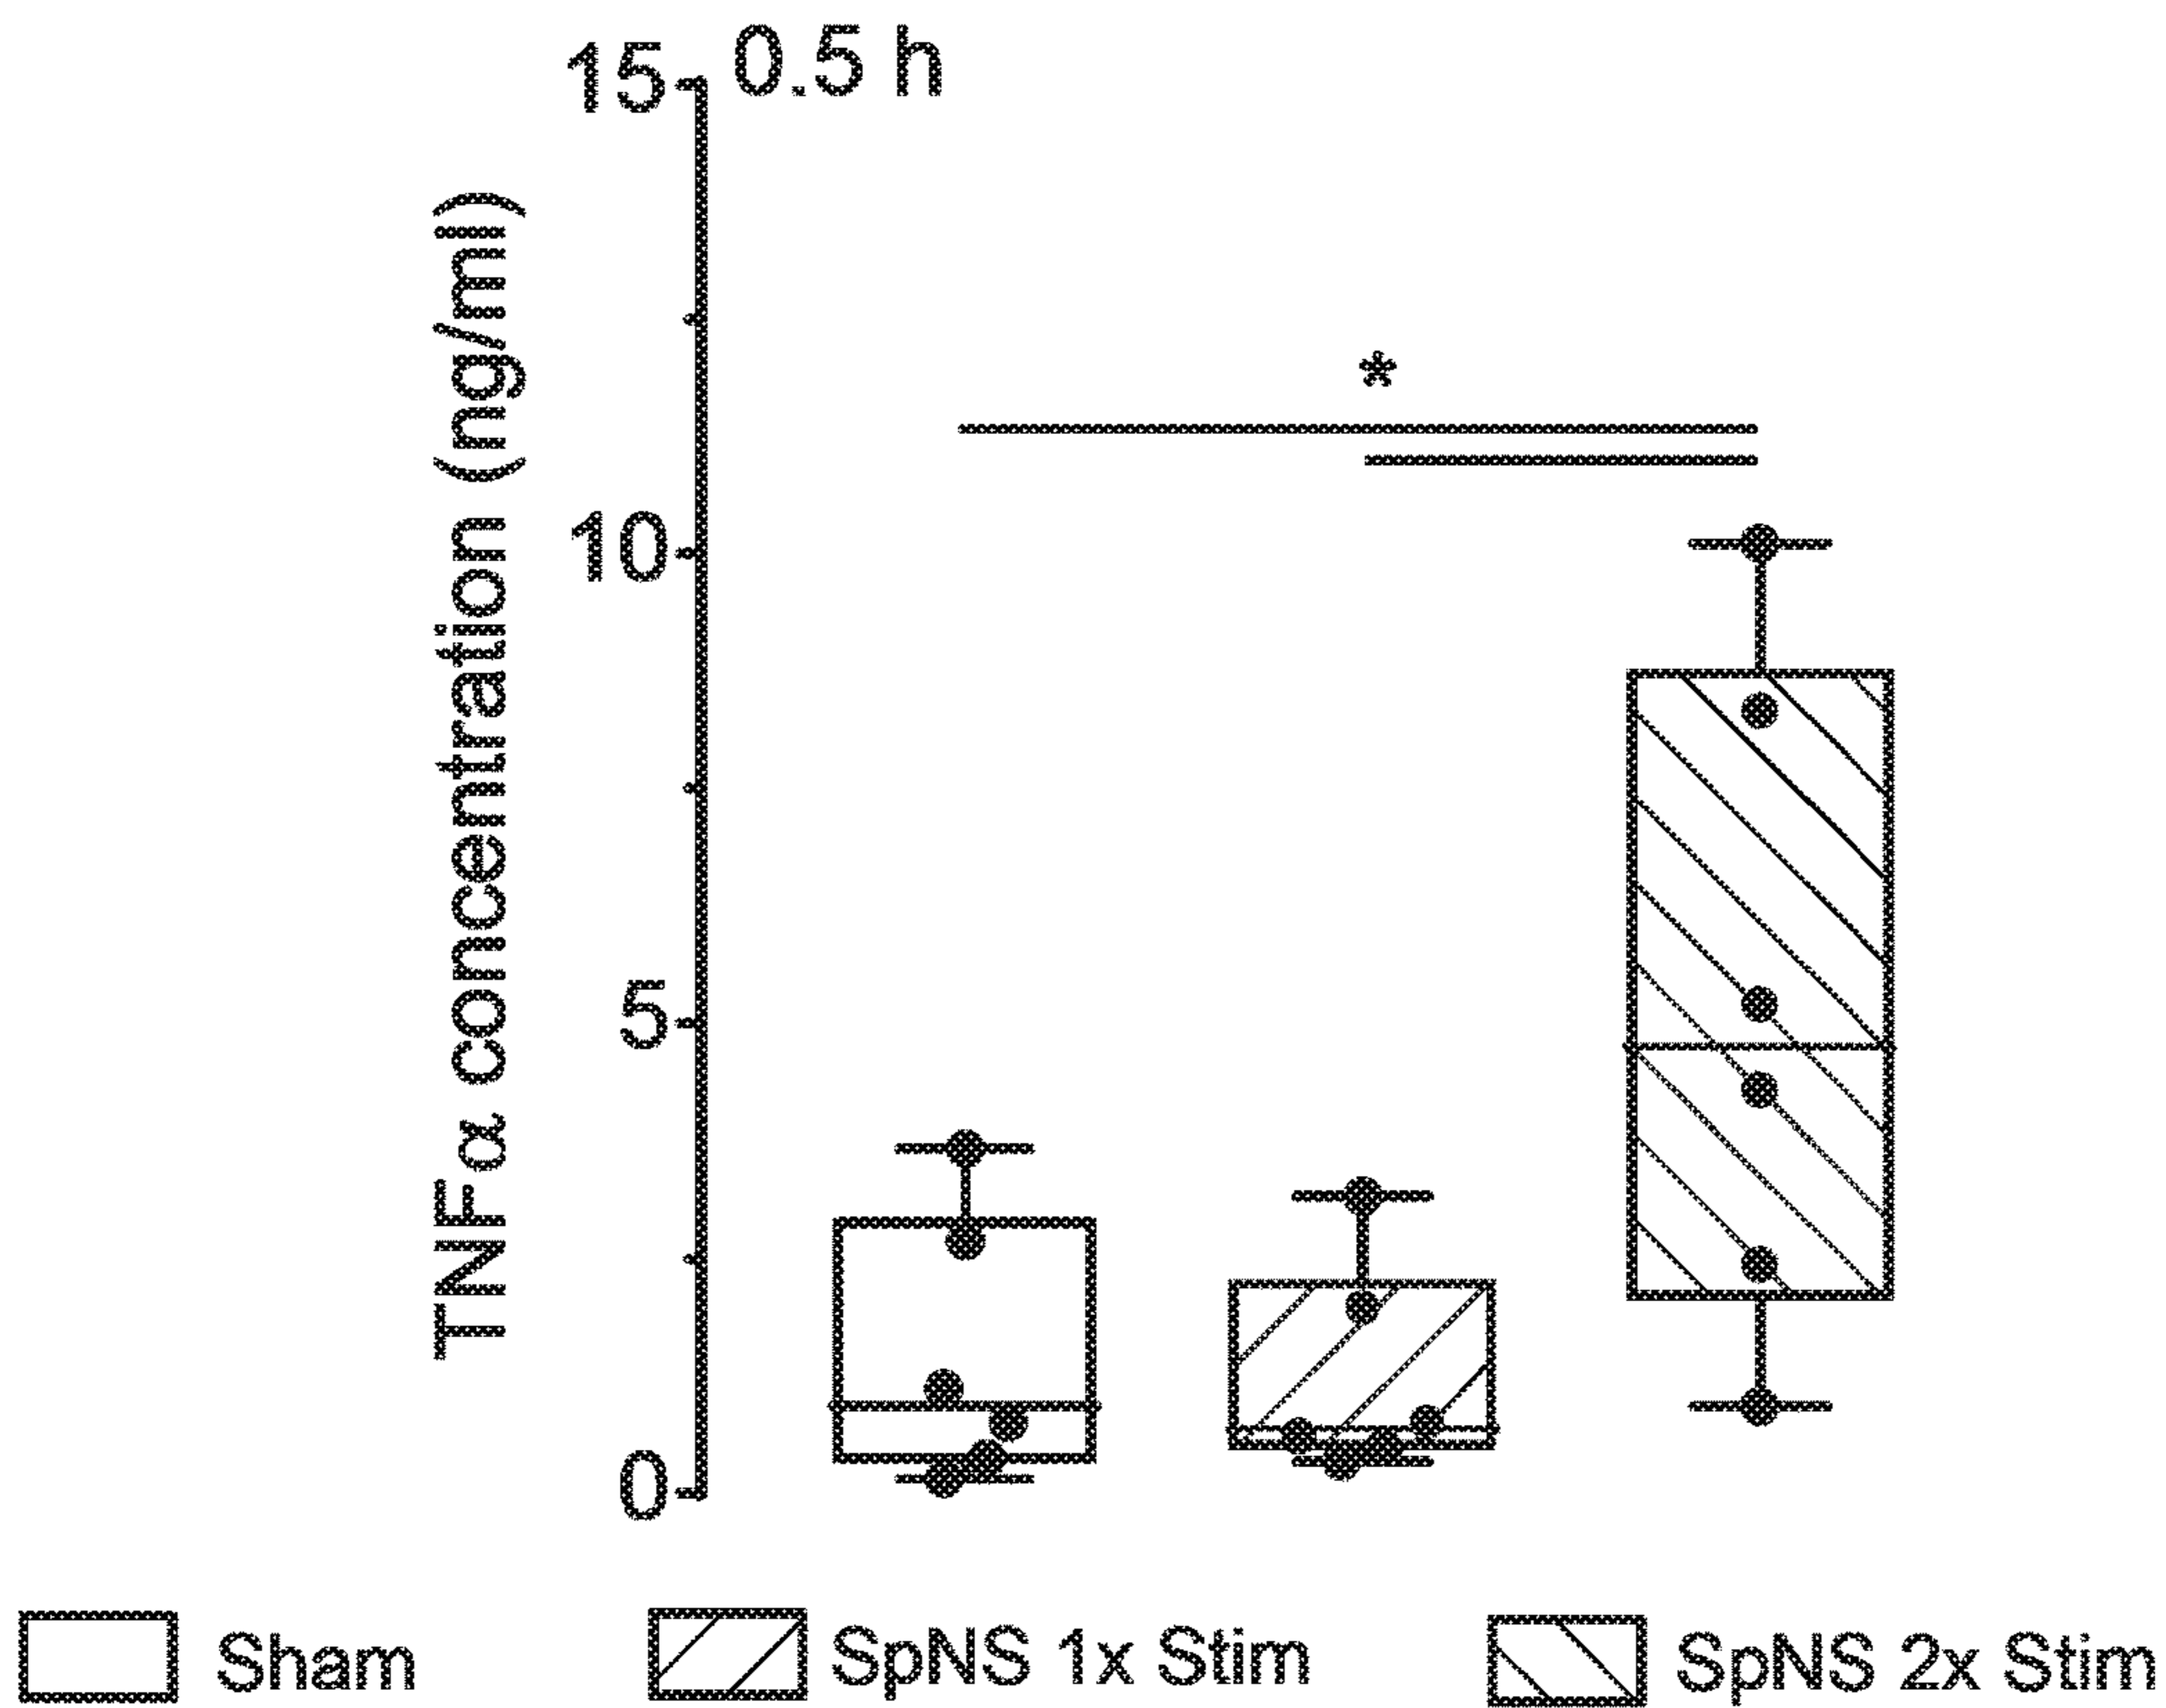 15
0.5 h
TNFα concentration (ng/ml)
*
10
5
0
Sham
SpNS 1x Stim
SpNS 2x Stim